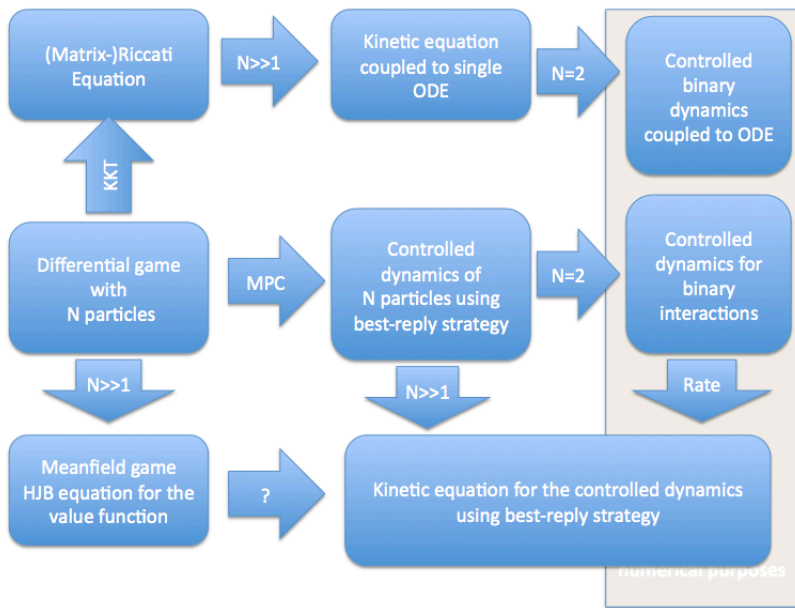 (Matrix-)Riccati
Equation
N>>1
Kinetic equation
coupled to single
ODE
N=2
Controlled
binary
dynamics
coupled to ODE
KKT
Differential game
with
N particles
MPC
Controlled
dynamics of
N particles using
best-reply strategy
N=2
Controlled
dynamics for
binary
interactions
N>>1
N>>1
Rate
Meanfield game
HJB equation for the
value function
?
Kinetic equation for the controlled dynamics
using best-reply strategy
numerical purposes